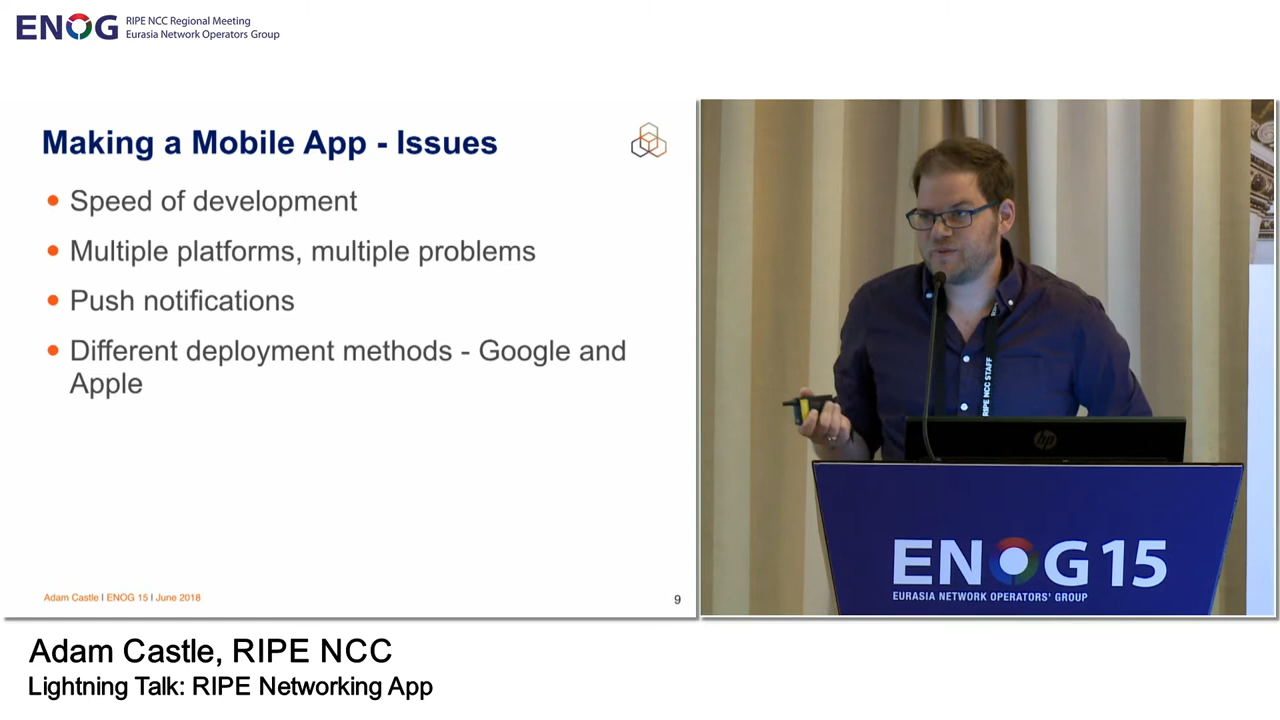 ENOG
RIPE NCC Regional Meeting
Eurasia Network Operators Group
Making a Mobile App - Issues
• Speed of development
• Multiple platforms, multiple problems
• Push notifications
• Different deployment methods - Google and
Apple
Adam Castle | ENOG 15 | June 2018
9
RIPE NCC STAFF
hp
ENOG 15
EURASIA NETWORK OPERATORS' GROUP
Adam Castle, RIPE NCC
Lightning Talk: RIPE Networking App